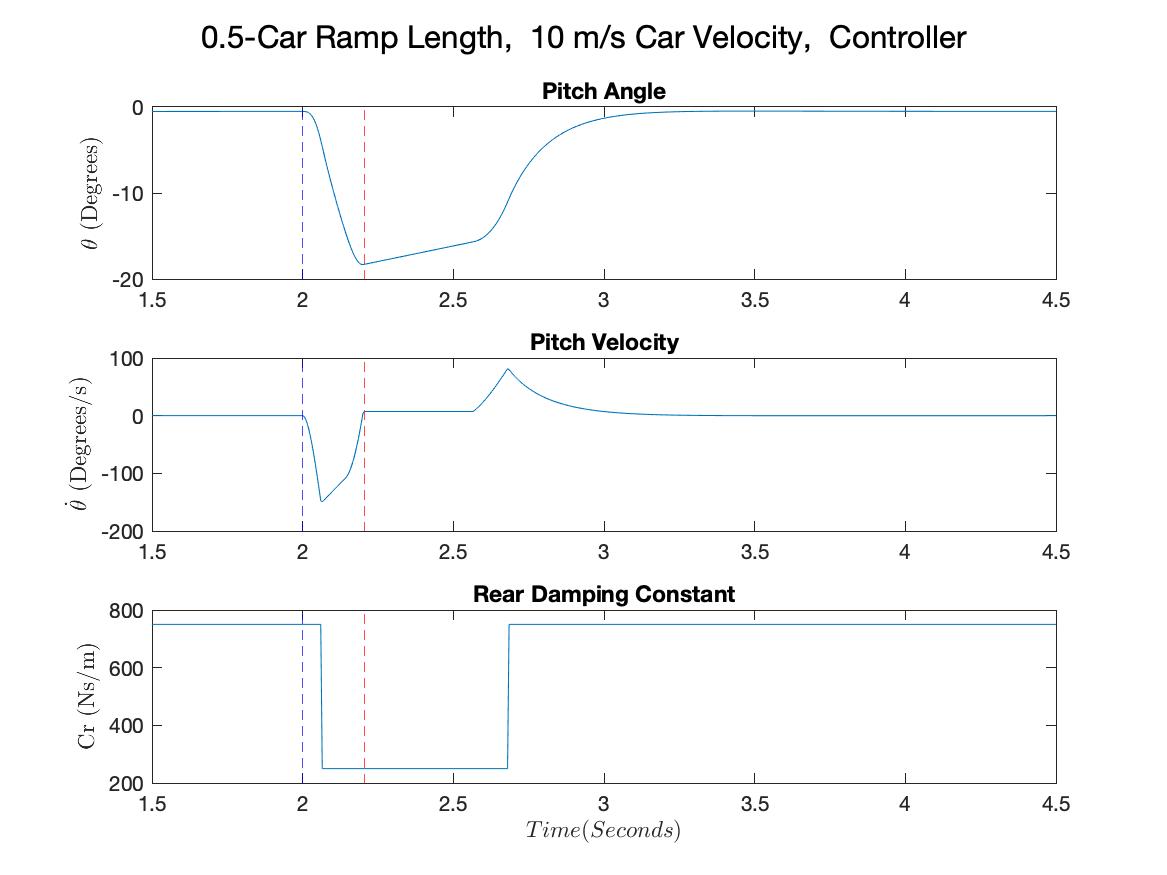 0.5-Car Ramp Length,  10 m/s Car Velocity,  Controller
Pitch Angle
θ (Degrees)
0
-10
-20
1.5 2 2.5 3 3.5 4 4.5
Pitch Velocity
θ̇ (Degrees/s)
100
0
-100
-200
1.5 2 2.5 3 3.5 4 4.5
Rear Damping Constant
Cr (Ns/m)
800
600
400
200
1.5 2 2.5 3 3.5 4 4.5
Time(Seconds)